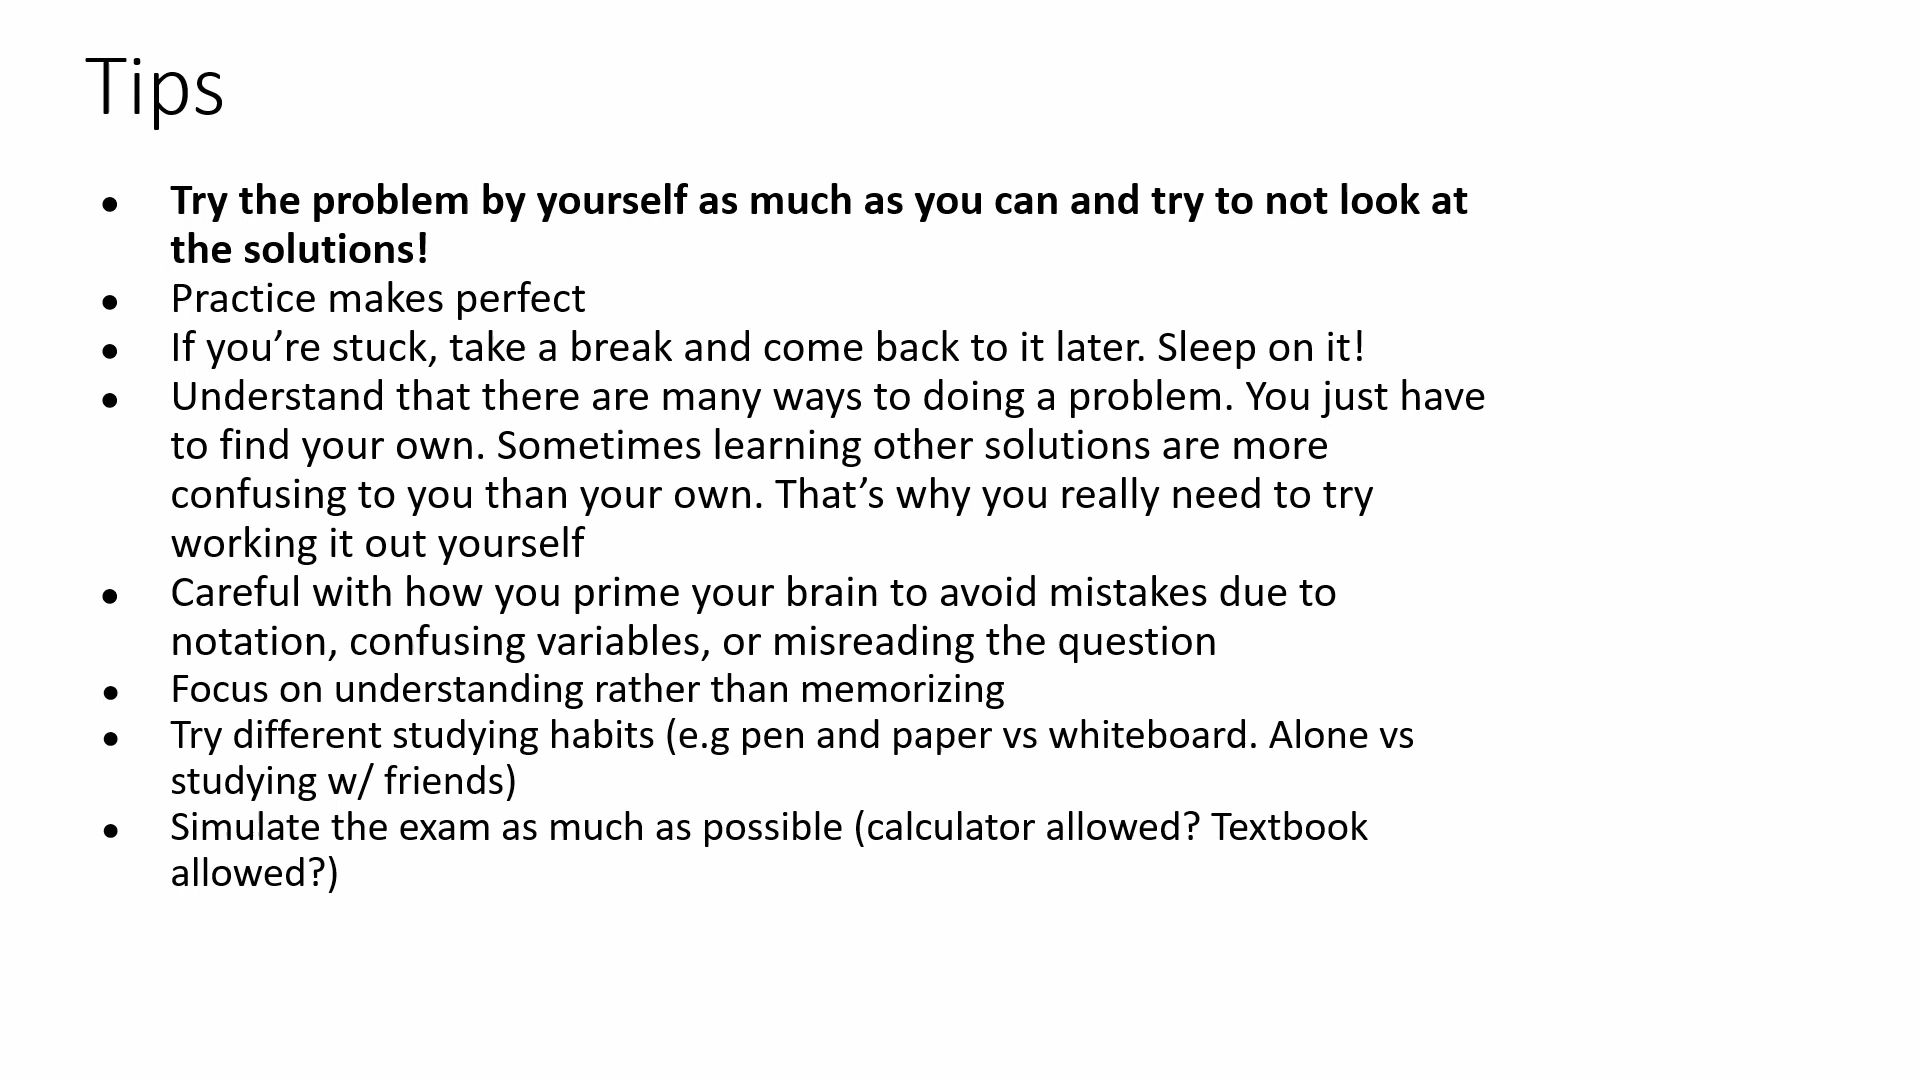 Tips
● Try the problem by yourself as much as you can and try to not look at
the solutions!
● Practice makes perfect
● If you’re stuck, take a break and come back to it later. Sleep on it!
● Understand that there are many ways to doing a problem. You just have
to find your own. Sometimes learning other solutions are more
confusing to you than your own. That’s why you really need to try
working it out yourself
● Careful with how you prime your brain to avoid mistakes due to
notation, confusing variables, or misreading the question
● Focus on understanding rather than memorizing
● Try different studying habits (e.g pen and paper vs whiteboard. Alone vs
studying w/ friends)
● Simulate the exam as much as possible (calculator allowed? Textbook
allowed?)